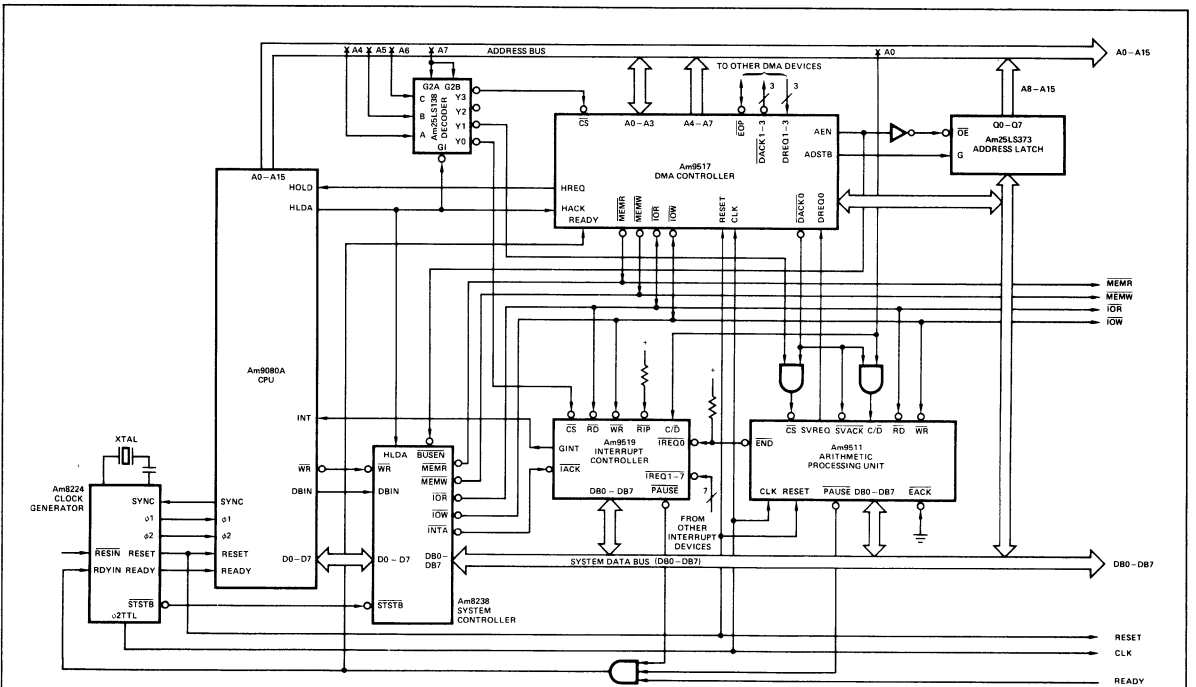 A4 A5 A6 A7 ADDRESS BUS A0 A0–A15
TO OTHER DMA DEVICES
3 3
A8–A15
G2A G2B
C Y3
B Y2
Y1
A Y0
GI
Am25LS138
DECODER
CS A0–A3 A4–A7 EOP DACK1–3 DREQ1–3
AEN
ADSTB
Am9517
DMA CONTROLLER
HREQ
HACK
READY
MEMR MEMW IOR IOW RESET CLK DACK0 DREQ0
Q0–Q7
OE
Am25LS373
ADDRESS LATCH
G
A0–A15
HOLD
HLDA
Am9080A
CPU
INT
WR
DBIN
SYNC
φ1
φ2
RESET
READY
D0–D7
MEMR
MEMW
IOR
IOW
+
+
CS RD WR RIP C/D
Am9519
INTERRUPT
CONTROLLER
GINT
IACK
IREQ0
IREQ1–7
DB0–DB7
PAUSE
7
FROM
OTHER
INTERRUPT
DEVICES
CS SVREQ SVACK C/D RD WR
END
Am9511
ARITHMETIC
PROCESSING UNIT
CLK RESET PAUSE DB0–DB7 EACK
HLDA BUSEN
MEMR
WR
MEMW
DBIN
IOR
IOW
INTA
D0–D7
DB0–
DB7
STSTB
Am8238
SYSTEM
CONTROLLER
XTAL
Am8224
CLOCK
GENERATOR
SYNC
φ1
φ2
RESIN RESET
RDYIN READY
STSTB
φ2TTL
SYSTEM DATA BUS (DB0–DB7)
DB0–DB7
RESET
CLK
READY